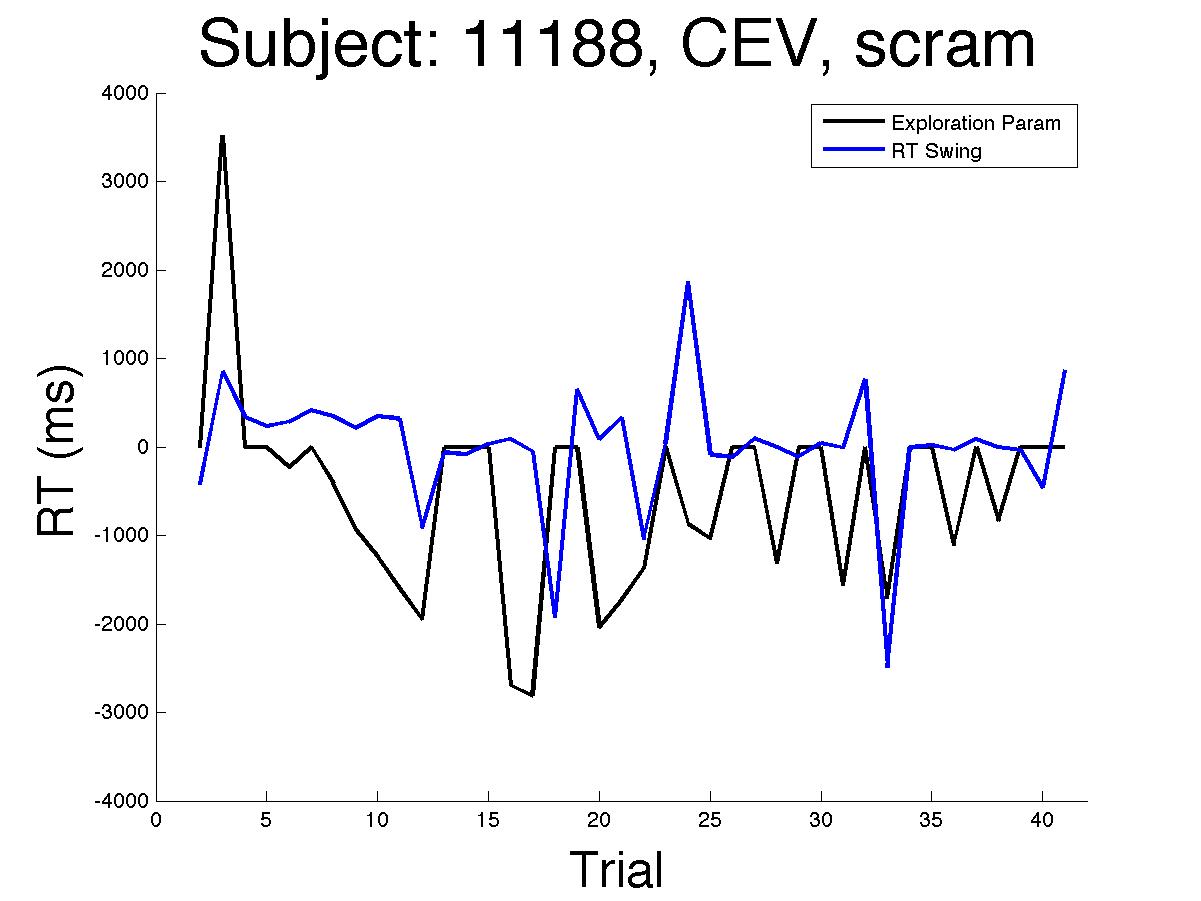 Subject: 11188, CEV, scram
4000
3000
2000
1000
0
-1000
-2000
-3000
-4000
RT (ms)
Exploration Param
RT Swing
0 5 10 15 20 25 30 35 40
Trial